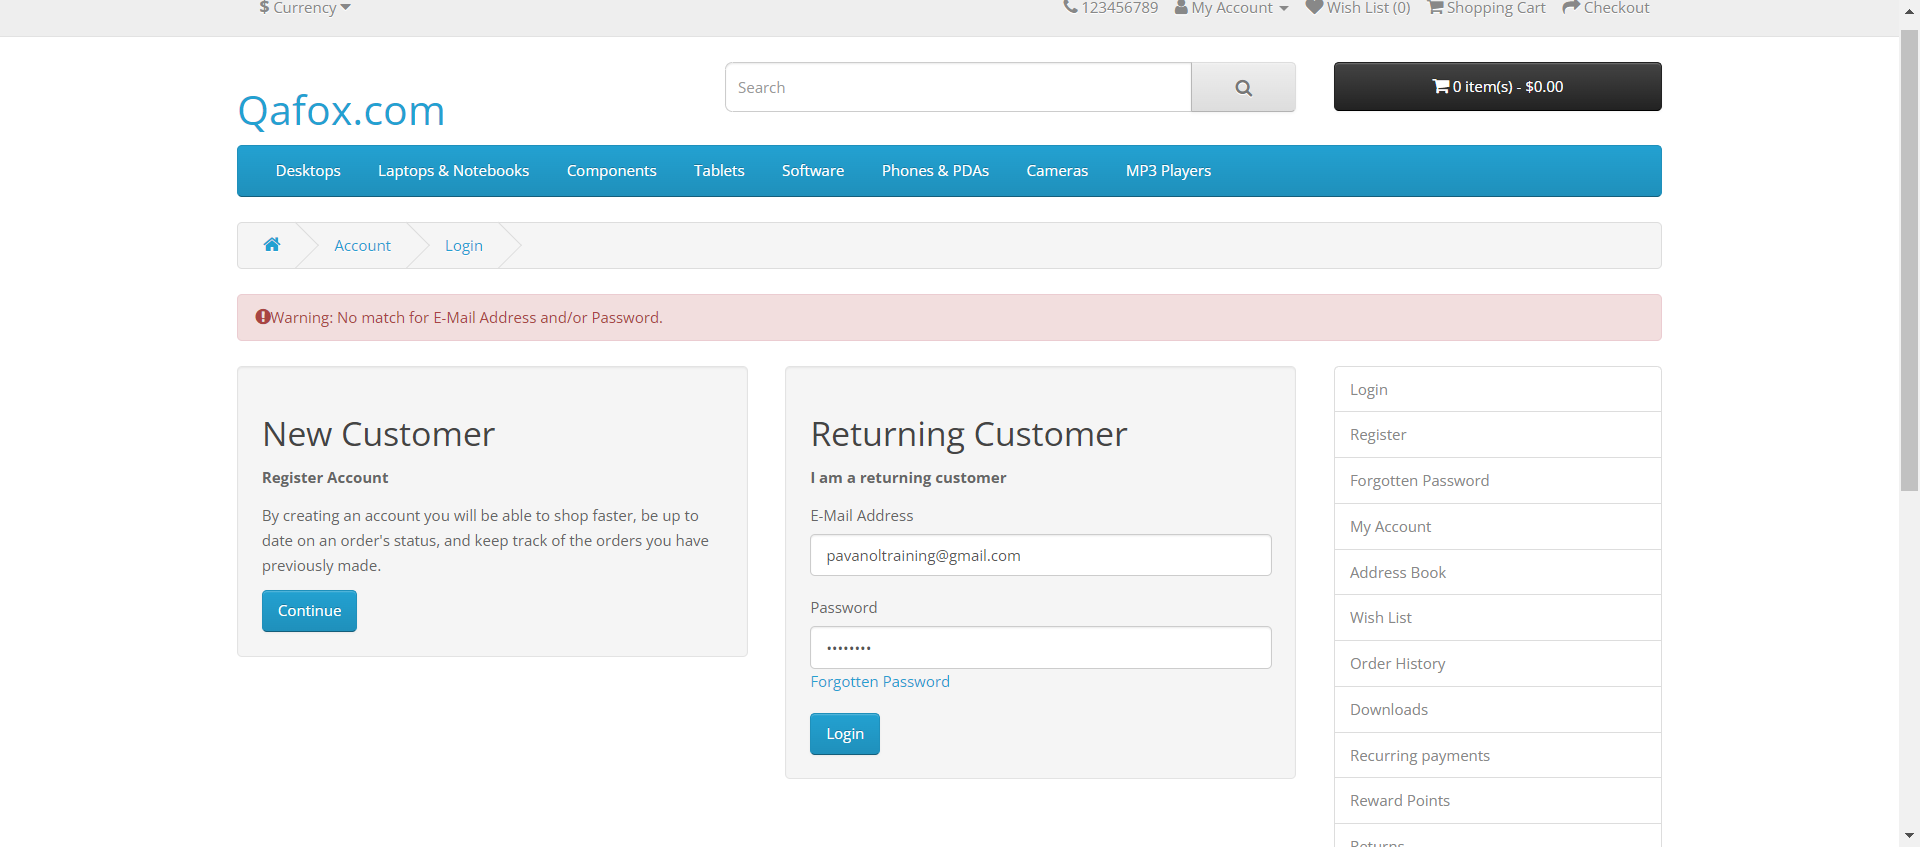 $ Currency
123456789 My Account Wish List (0) Shopping Cart Checkout
Qafox.com
Search
0 item(s) - $0.00
Desktops Laptops & Notebooks Components Tablets Software Phones & PDAs Cameras MP3 Players
Account Login
Warning: No match for E-Mail Address and/or Password.
New Customer
Register Account
By creating an account you will be able to shop faster, be up to
date on an order's status, and keep track of the orders you have
previously made.
Continue
Returning Customer
I am a returning customer
E-Mail Address
pavanoltraining@gmail.com
Password
••••••••
Forgotten Password
Login
Login
Register
Forgotten Password
My Account
Address Book
Wish List
Order History
Downloads
Recurring payments
Reward Points
Returns